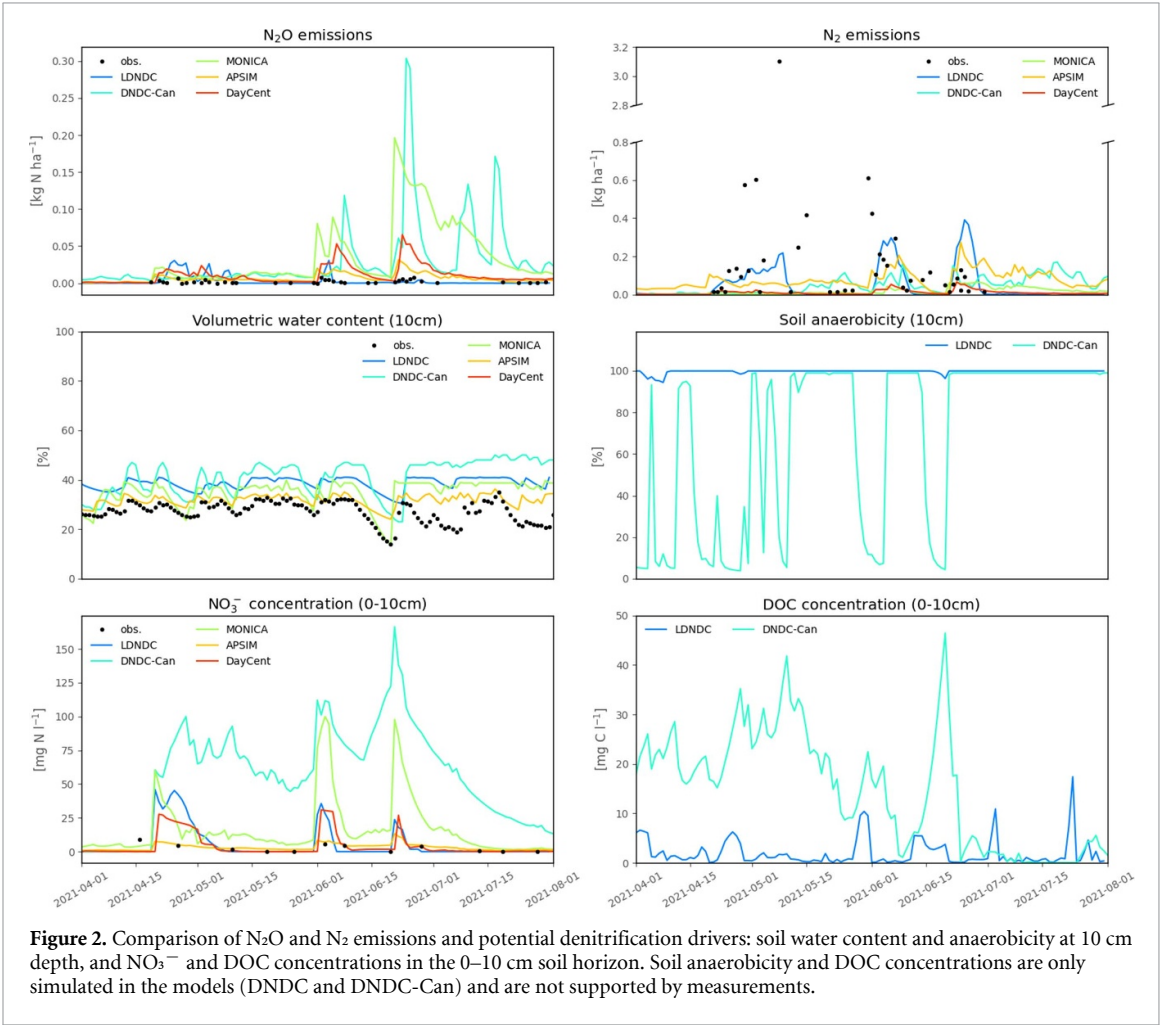 N₂O emissions
0.30
0.25
0.20
0.15
0.10
0.05
0.00
[kg N ha⁻¹]
obs.
LDNDC
DNDC-Can
MONICA
APSIM
DayCent
N₂ emissions
3.2
3.0
2.8
0.8
0.6
0.4
0.2
0.0
[kg ha⁻¹]
obs.
LDNDC
DNDC-Can
MONICA
APSIM
DayCent
Volumetric water content (10cm)
100
80
60
40
20
0
[%]
obs.
LDNDC
DNDC-Can
MONICA
APSIM
DayCent
Soil anaerobicity (10cm)
100
80
60
40
20
0
[%]
LDNDC
DNDC-Can
NO₃⁻ concentration (0-10cm)
150
125
100
75
50
25
0
[mg N l⁻¹]
obs.
LDNDC
DNDC-Can
MONICA
APSIM
DayCent
2021-04-01
2021-04-15
2021-05-01
2021-05-15
2021-06-01
2021-06-15
2021-07-01
2021-07-15
2021-08-01
DOC concentration (0-10cm)
50
40
30
20
10
0
[mg C l⁻¹]
LDNDC
DNDC-Can
2021-04-01
2021-04-15
2021-05-01
2021-05-15
2021-06-01
2021-06-15
2021-07-01
2021-07-15
2021-08-01
Figure 2. Comparison of N₂O and N₂ emissions and potential denitrification drivers: soil water content and anaerobicity at 10 cm
depth, and NO₃⁻ and DOC concentrations in the 0–10 cm soil horizon. Soil anaerobicity and DOC concentrations are only
simulated in the models (DNDC and DNDC-Can) and are not supported by measurements.